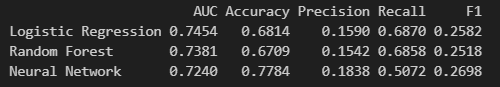 AUC Accuracy Precision Recall F1
Logistic Regression 0.7454 0.6814 0.1590 0.6870 0.2582
Random Forest 0.7381 0.6709 0.1542 0.6858 0.2518
Neural Network 0.7240 0.7784 0.1838 0.5072 0.2698